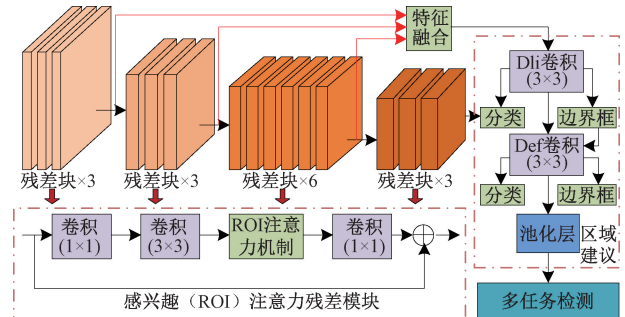 特征
融合
Dli卷积
(3×3)
分类
边界框
Def卷积
(3×3)
分类
边界框
池化层
区域
建议
多任务检测
残差块×3
残差块×3
残差块×6
残差块×3
卷积
(1×1)
卷积
(3×3)
ROI注意
力机制
卷积
(1×1)
感兴趣（ROI）注意力残差模块